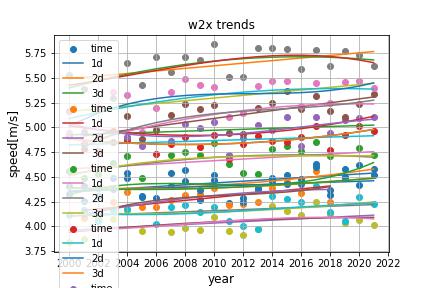 w2x trends
speed[m/s]
5.75
5.50
5.25
5.00
4.75
4.50
4.25
4.00
3.75
time
1d
2d
3d
time
1d
2d
3d
time
1d
2d
3d
time
1d
2d
3d
time
2000 2002 2004 2006 2008 2010 2012 2014 2016 2018 2020 2022
year